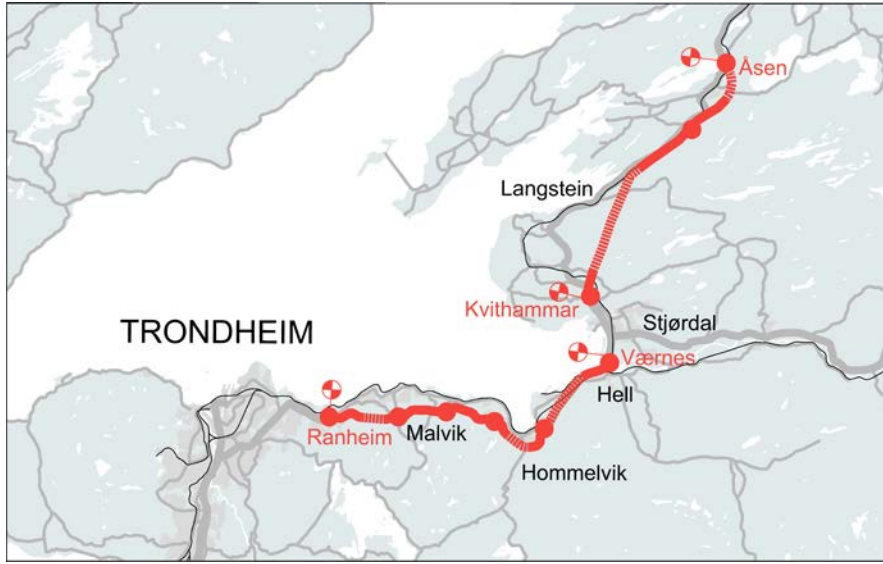 Åsen
Langstein
Kvithammar
Stjørdal
TRONDHEIM
Værnes
Hell
Ranheim
Malvik
Hommelvik